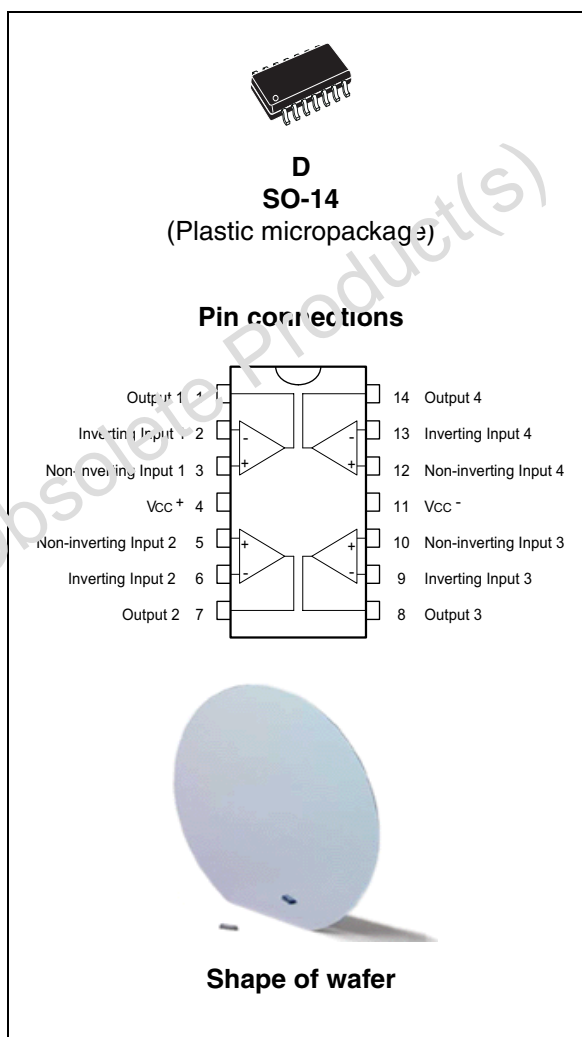 D
SO-14
(Plastic micropackage)
Obsolete Product(s)
Pin connections
Output 1 1
14 Output 4
Inverting Input 1 2
13 Inverting Input 4
Non-inverting Input 1 3
12 Non-inverting Input 4
VCC + 4
11 VCC -
Non-inverting Input 2 5
10 Non-inverting Input 3
Inverting Input 2 6
9 Inverting Input 3
Output 2 7
8 Output 3
- -
+ +
+ +
- -
Shape of wafer